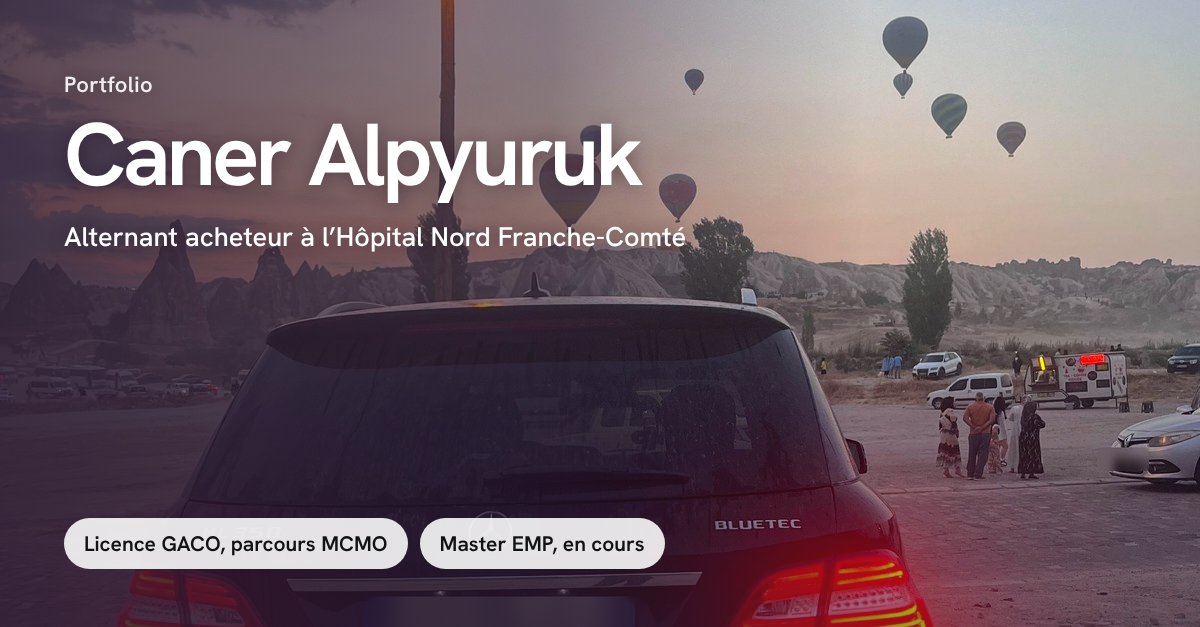 Portfolio
Caner Alpyuruk
Alternant acheteur à l’Hôpital Nord Franche-Comté
Licence GACO, parcours MCMO
Master EMP, en cours
BLUETEC